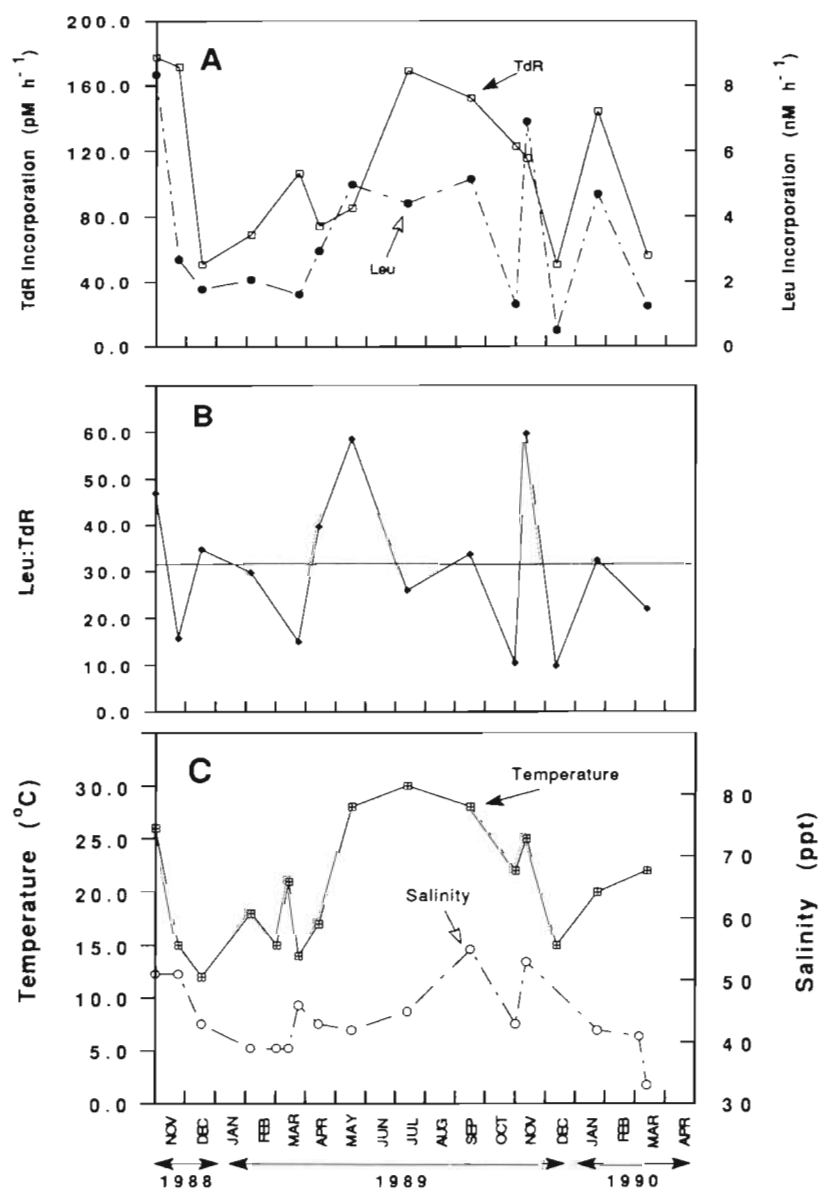 A
TdR Incorporation (pM h⁻¹)
200.0
160.0
120.0
80.0
40.0
0.0
TdR
Leu
8
6
4
2
0
Leu Incorporation (nM h⁻¹)
B
Leu:TdR
60.0
50.0
40.0
30.0
20.0
10.0
0.0
C
Temperature (°C)
30.0
25.0
20.0
15.0
10.0
5.0
0.0
Temperature
Salinity
80
70
60
50
40
30
Salinity (ppt)
NOV DEC JAN FEB MAR APR MAY JUN JUL AUG SEP OCT NOV DEC JAN FEB MAR APR
1988 1989 1990